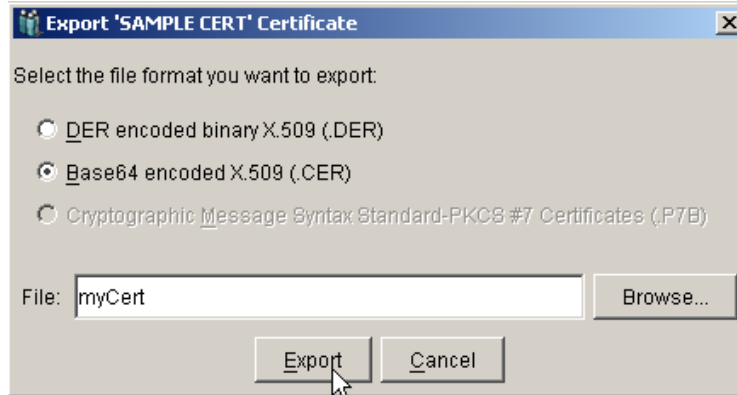 Export 'SAMPLE CERT' Certificate
Select the file format you want to export:
DER encoded binary X.509 (.DER)
Base64 encoded X.509 (.CER)
Cryptographic Message Syntax Standard-PKCS #7 Certificates (.P7B)
File: myCert Browse...
Export Cancel